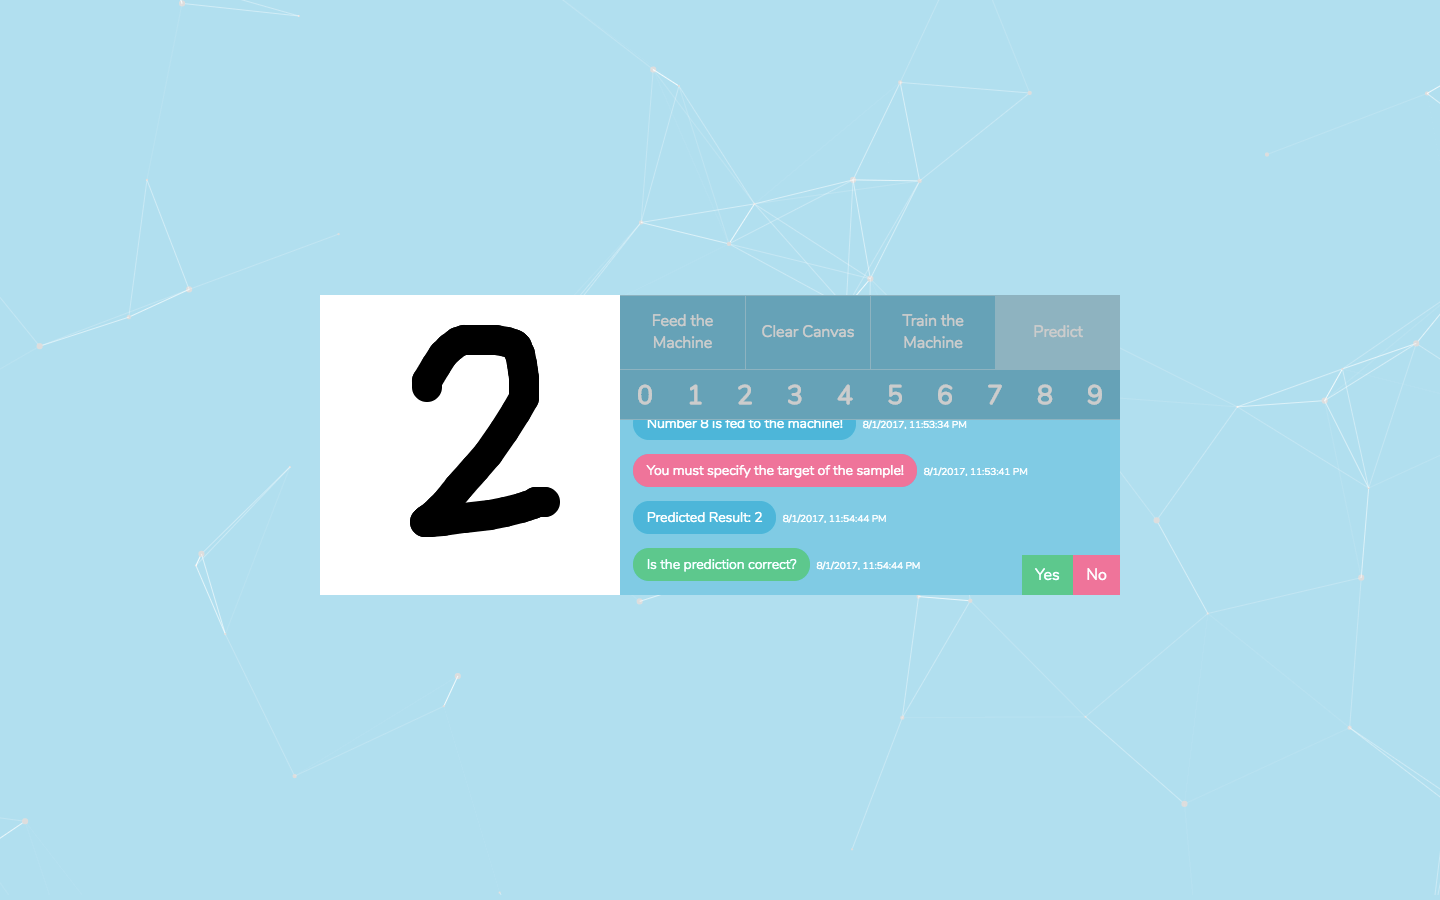 2
Feed the
Machine
Clear Canvas
Train the
Machine
Predict
0 1 2 3 4 5 6 7 8 9
Number 8 is fed to the machine! 8/1/2017, 11:53:34 PM
You must specify the target of the sample! 8/1/2017, 11:53:41 PM
Predicted Result: 2 8/1/2017, 11:54:44 PM
Is the prediction correct? 8/1/2017, 11:54:44 PM
Yes No